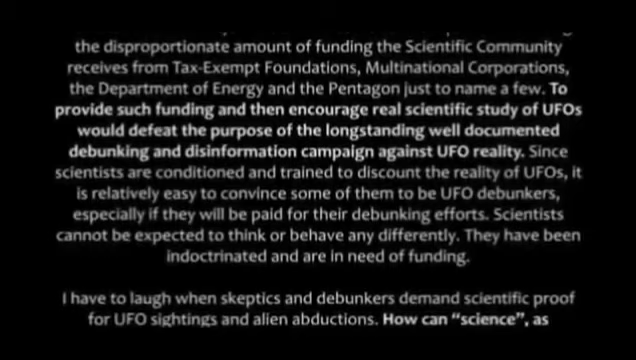 the disproportionate amount of funding the Scientific Community
receives from Tax-Exempt Foundations, Multinational Corporations,
the Department of Energy and the Pentagon just to name a few. To
provide such funding and then encourage real scientific study of UFOs
would defeat the purpose of the longstanding well documented
debunking and disinformation campaign against UFO reality. Since
scientists are conditioned and trained to discount the reality of UFOs, it
is relatively easy to convince some of them to be UFO debunkers,
especially if they will be paid for their debunking efforts. Scientists
cannot be expected to think or behave any differently. They have been
indoctrinated and are in need of funding.
I have to laugh when skeptics and debunkers demand scientific proof
for UFO sightings and alien abductions. How can “science”, as